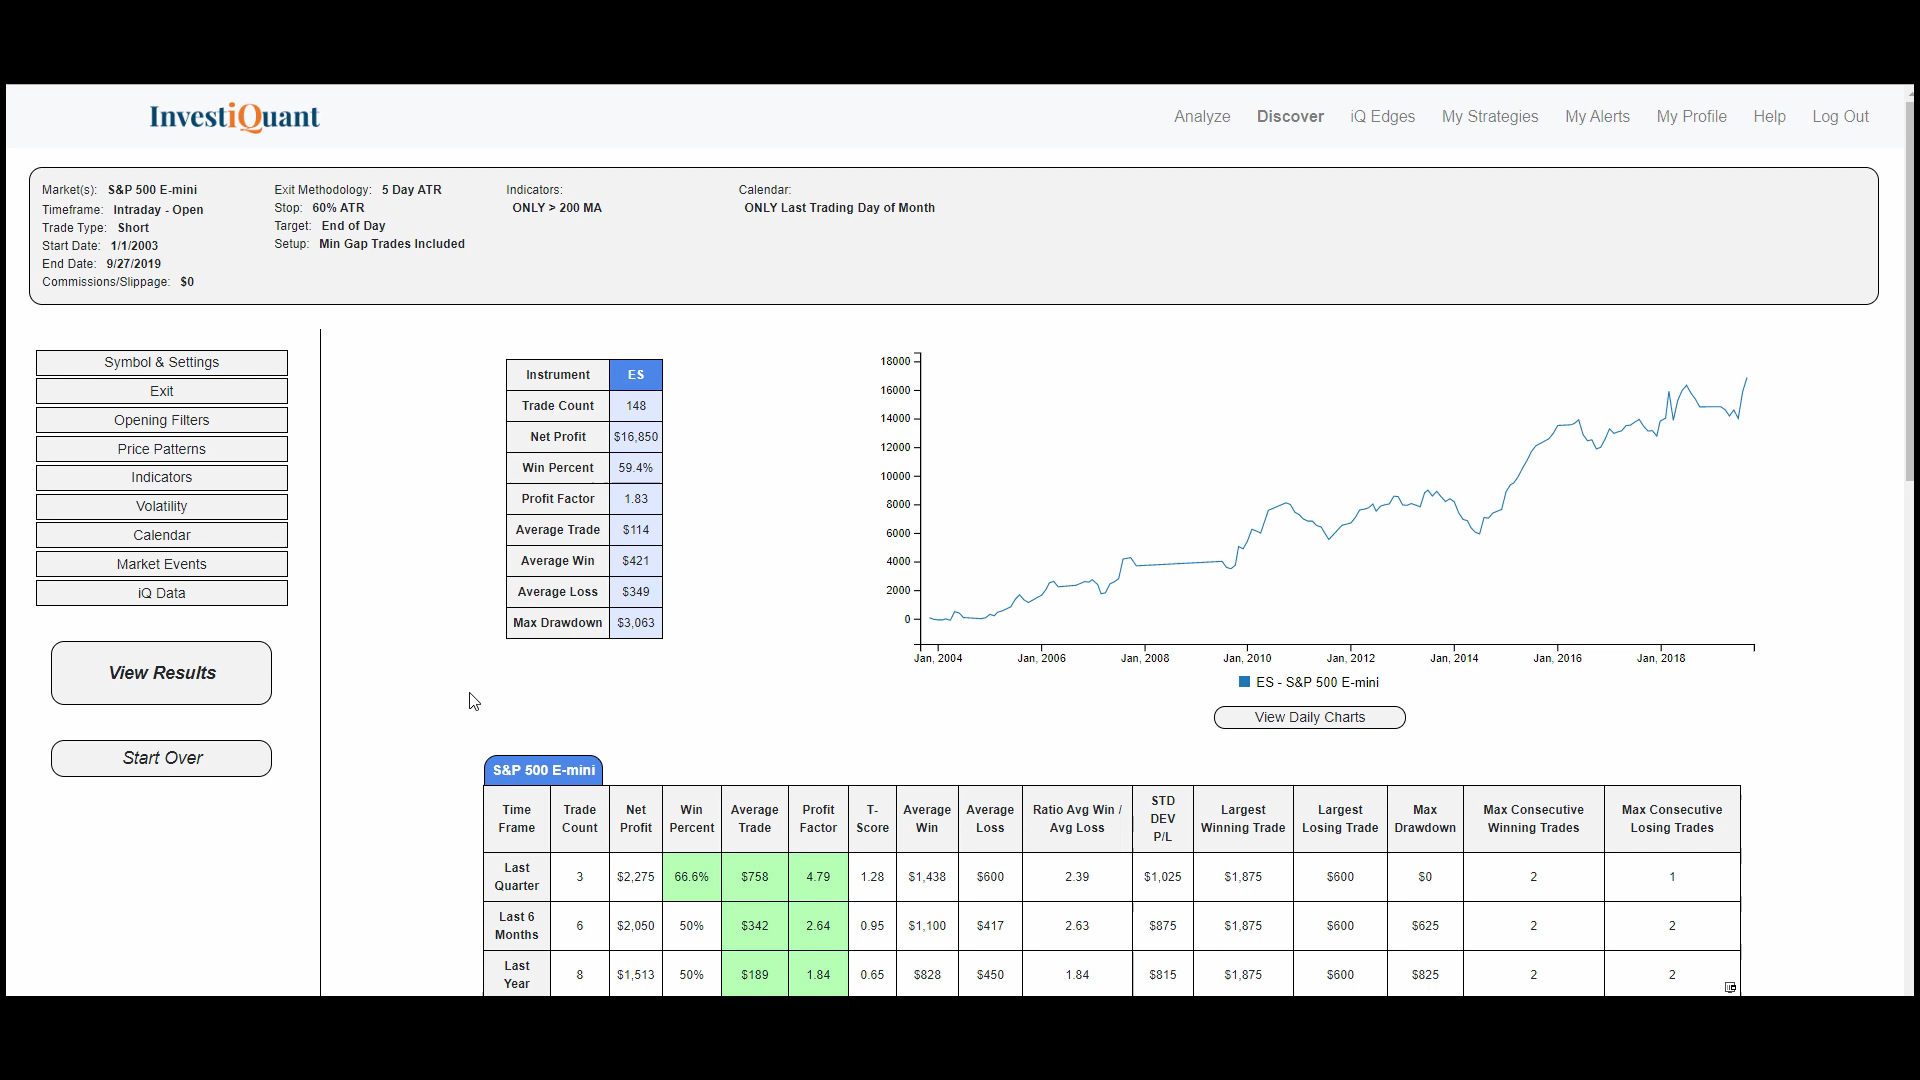 InvestiQuant
Analyze Discover iQ Edges My Strategies My Alerts My Profile Help Log Out
Market(s): S&P 500 E-mini
Timeframe: Intraday - Open
Trade Type: Short
Start Date: 1/1/2003
End Date: 9/27/2019
Commissions/Slippage: $0
Exit Methodology: 5 Day ATR
Stop: 60% ATR
Target: End of Day
Setup: Min Gap Trades Included
Indicators:
ONLY > 200 MA
Calendar:
ONLY Last Trading Day of Month
Symbol & Settings
Exit
Opening Filters
Price Patterns
Indicators
Volatility
Calendar
Market Events
iQ Data
View Results
Start Over
Instrument ES
Trade Count 148
Net Profit $16,850
Win Percent 59.4%
Profit Factor 1.83
Average Trade $114
Average Win $421
Average Loss $349
Max Drawdown $3,063
18000
16000
14000
12000
10000
8000
6000
4000
2000
0
Jan, 2004 Jan, 2006 Jan, 2008 Jan, 2010 Jan, 2012 Jan, 2014 Jan, 2016 Jan, 2018
ES - S&P 500 E-mini
View Daily Charts
S&P 500 E-mini
Time Frame Trade Count Net Profit Win Percent Average Trade Profit Factor T-Score Average Win Average Loss Ratio Avg Win / Avg Loss STD DEV P/L Largest Winning Trade Largest Losing Trade Max Drawdown Max Consecutive Winning Trades Max Consecutive Losing Trades
Last Quarter 3 $2,275 66.6% $758 4.79 1.28 $1,438 $600 2.39 $1,025 $1,875 $600 $0 2 1
Last 6 Months 6 $2,050 50% $342 2.64 0.95 $1,100 $417 2.63 $875 $1,875 $600 $625 2 2
Last Year 8 $1,513 50% $189 1.84 0.65 $828 $450 1.84 $815 $1,875 $600 $825 2 2